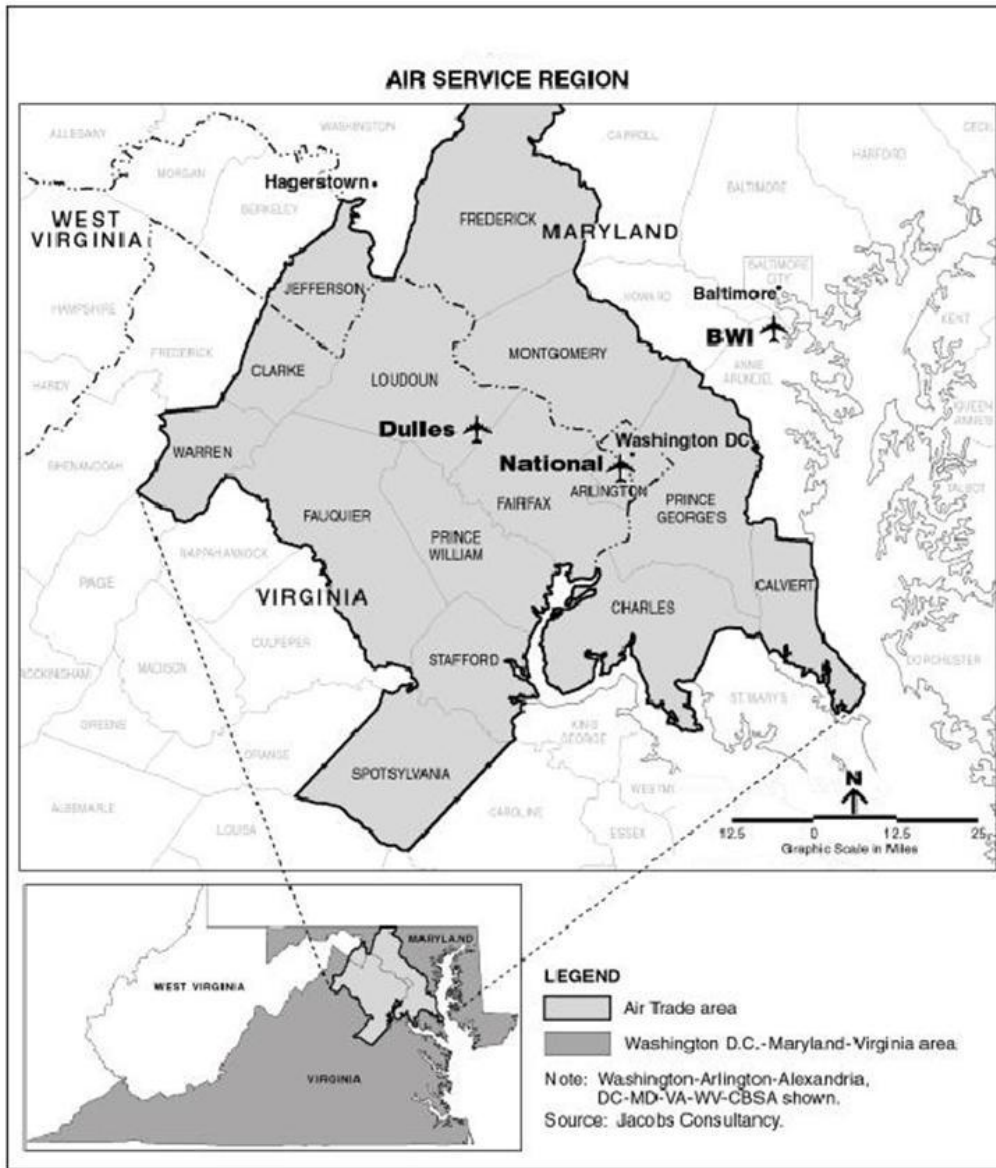 AIR SERVICE REGION
ALLEGANY
WASHINGTON
CARROLL
CECIL
HARFORD
MORGAN
BALTIMORE
Hagerstown
BERKELEY
FREDERICK
WEST
VIRGINIA
MARYLAND
BALTIMORE
CITY
JEFFERSON
Baltimore
HOWARD
HAMPSHIRE
KENT
BWI
FREDERICK
MONTGOMERY
CLARKE
LOUDOUN
ANNE
ARUNDEL
HARDY
QUEEN
ANNE'S
Dulles
Washington DC
WARREN
National
SHENANDOAH
ARLINGTON
TALBOT
FAIRFAX
PRINCE
GEORGE'S
FAUQUIER
PRINCE
WILLIAM
RAPPAHANNOCK
PAGE
CALVERT
VIRGINIA
CHARLES
CULPEPER
STAFFORD
DORCHESTER
ROCKINGHAM
MADISON
ST MARY'S
GREENE
KING
GEORGE
ORANGE
SPOTSYLVANIA
N
WESTM
ALBEMARLE
CAROLINE
LOUISA
ESSEX
12.5 0 12.5 25
Graphic Scale in Miles
MARYLAND
WEST VIRGINIA
VIRGINIA
LEGEND
Air Trade area
Washington D.C.-Maryland-Virginia area
Note: Washington-Arlington-Alexandria,
DC-MD-VA-WV-CBSA shown.
Source: Jacobs Consultancy.